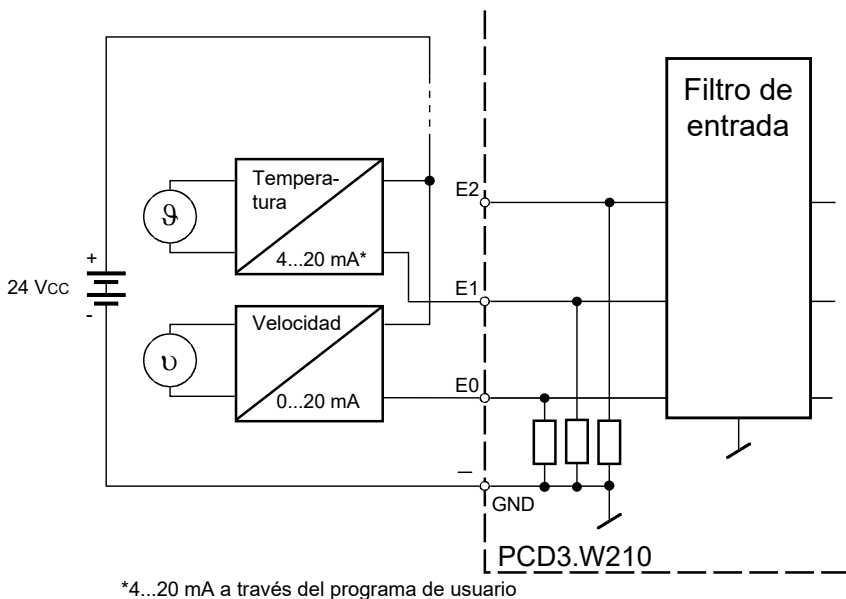 Filtro de
entrada
Tempera-
tura
ϑ
4...20 mA*
E2
24 VCC
+
-
E1
Velocidad
υ
0...20 mA
E0
–
GND
PCD3.W210
*4...20 mA a través del programa de usuario